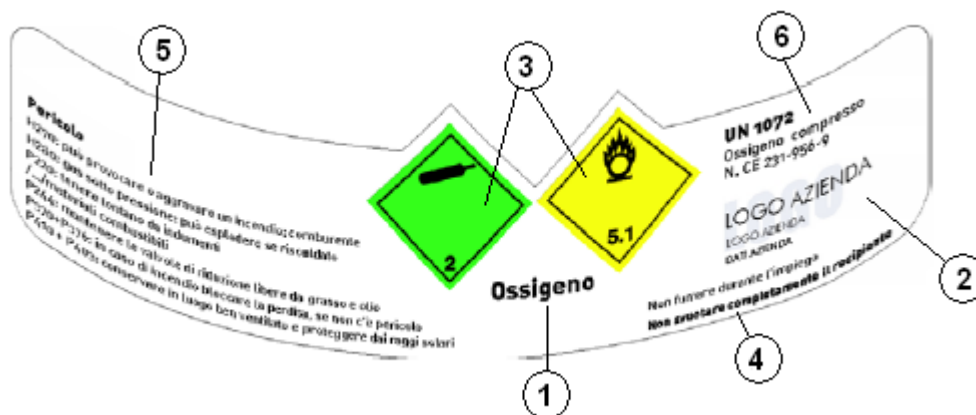 5
3
6
Pericolo
H270: può provocare o aggravare un incendio; comburente
H280: gas sotto pressione: può esplodere se riscaldato
P220: tenere lontano da indumenti
/.../materiali combustibili
P244: mantenere le valvole di riduzione libere da grasso e olio
P370+P376: in caso di incendio bloccare la perdita, se non c'è pericolo
P410 + P403: conservare in luogo ben ventilato e proteggere dai raggi solari
2
5.1
Ossigeno
UN 1072
Ossigeno compresso
N. CE 231-956-9
LOGO AZIENDA
LOGO AZIENDA
DATI AZIENDA
Non fumare durante l'impiego
Non svuotare completamente il recipiente
2
4
1